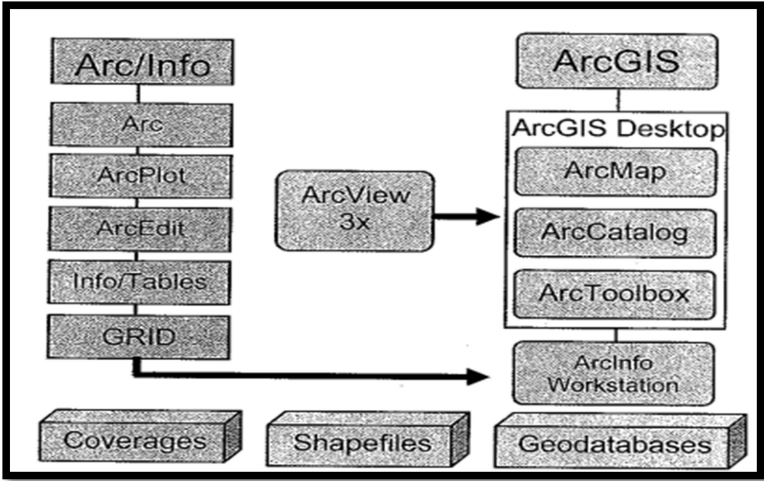 Arc/Info
Arc
ArcPlot
ArcEdit
Info/Tables
GRID
ArcView
3x
ArcGIS
ArcGIS Desktop
ArcMap
ArcCatalog
ArcToolbox
ArcInfo
Workstation
Coverages
Shapefiles
Geodatabases